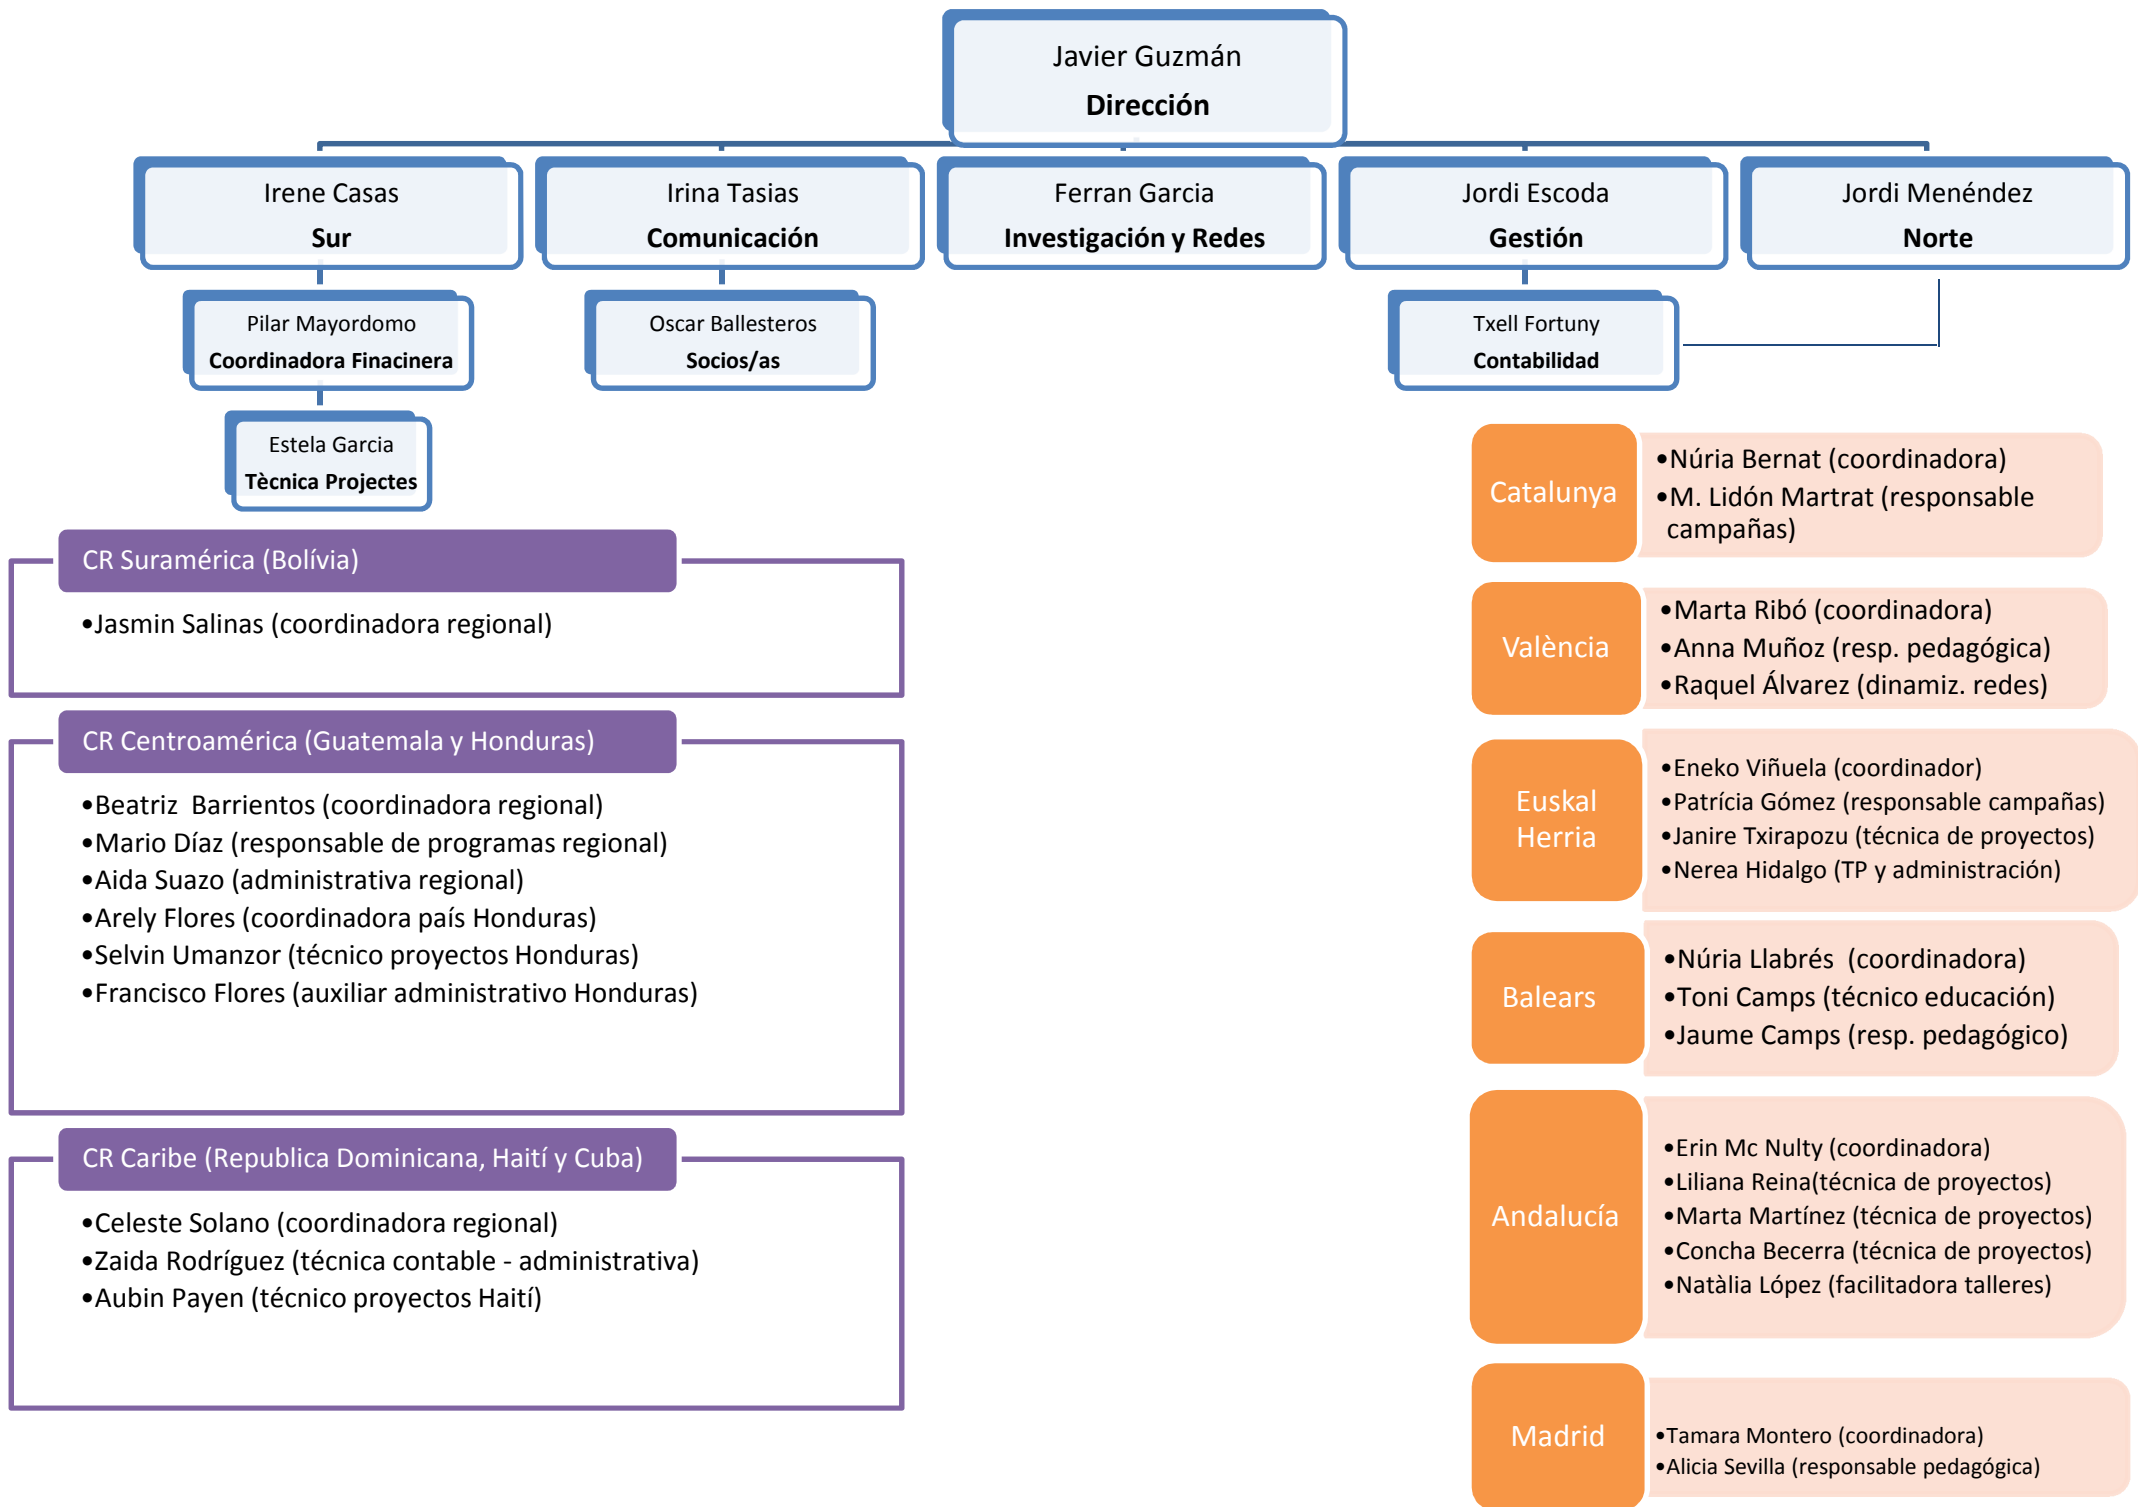 Javier Guzmán
Dirección
Irene Casas
Sur
Irina Tasias
Comunicación
Ferran Garcia
Investigación y Redes
Jordi Escoda
Gestión
Jordi Menéndez
Norte
Pilar Mayordomo
Coordinadora Finacinera
Oscar Ballesteros
Socios/as
Txell Fortuny
Contabilidad
Estela Garcia
Tècnica Projectes
CR Suramérica (Bolívia)
•Jasmin Salinas (coordinadora regional)
CR Centroamérica (Guatemala y Honduras)
•Beatriz  Barrientos (coordinadora regional)
•Mario Díaz (responsable de programas regional)
•Aida Suazo (administrativa regional)
•Arely Flores (coordinadora país Honduras)
•Selvin Umanzor (técnico proyectos Honduras)
•Francisco Flores (auxiliar administrativo Honduras)
CR Caribe (Republica Dominicana, Haití y Cuba)
•Celeste Solano (coordinadora regional)
•Zaida Rodríguez (técnica contable - administrativa)
•Aubin Payen (técnico proyectos Haití)
Catalunya
•Núria Bernat (coordinadora)
•M. Lidón Martrat (responsable
campañas)
València
•Marta Ribó (coordinadora)
•Anna Muñoz (resp. pedagógica)
•Raquel Álvarez (dinamiz. redes)
Euskal
Herria
•Eneko Viñuela (coordinador)
•Patrícia Gómez (responsable campañas)
•Janire Txirapozu (técnica de proyectos)
•Nerea Hidalgo (TP y administración)
Balears
•Núria Llabrés  (coordinadora)
•Toni Camps (técnico educación)
•Jaume Camps (resp. pedagógico)
Andalucía
•Erin Mc Nulty (coordinadora)
•Liliana Reina(técnica de proyectos)
•Marta Martínez (técnica de proyectos)
•Concha Becerra (técnica de proyectos)
•Natàlia López (facilitadora talleres)
Madrid
•Tamara Montero (coordinadora)
•Alicia Sevilla (responsable pedagógica)